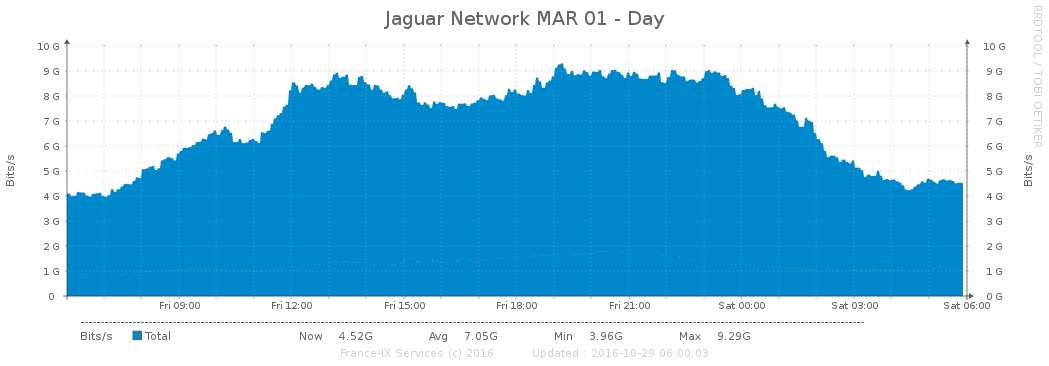 Jaguar Network MAR 01 - Day
RRDTOOL / TOBI OETIKER
Bits/s
10 G
9 G
8 G
7 G
6 G
5 G
4 G
3 G
2 G
1 G
0
10 G
9 G
8 G
7 G
6 G
5 G
4 G
3 G
2 G
1 G
0 G
Bits/s
Fri 09:00 Fri 12:00 Fri 15:00 Fri 18:00 Fri 21:00 Sat 00:00 Sat 03:00 Sat 06:00
Bits/s Total Now 4.52G Avg 7.05G Min 3.96G Max 9.29G
France-IX Services (c) 2016 Updated : 2016-10-29 06:00:03